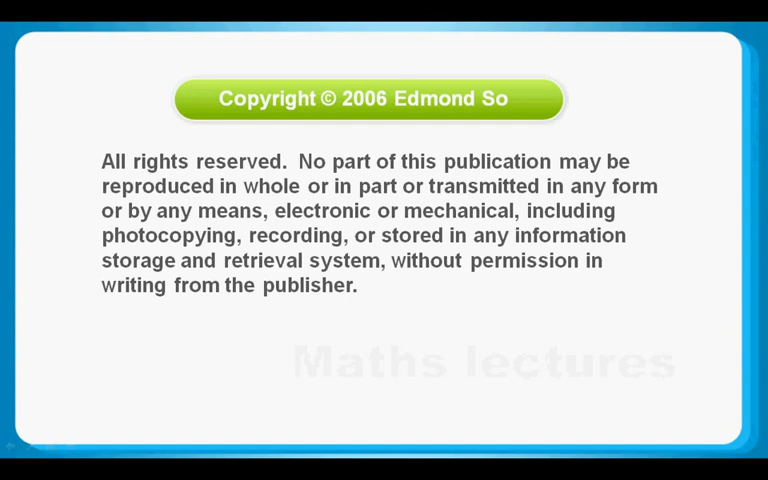 Copyright © 2006 Edmond So
All rights reserved.  No part of this publication may be
reproduced in whole or in part or transmitted in any form
or by any means, electronic or mechanical, including
photocopying, recording, or stored in any information
storage and retrieval system, without permission in
writing from the publisher.
Maths lectures